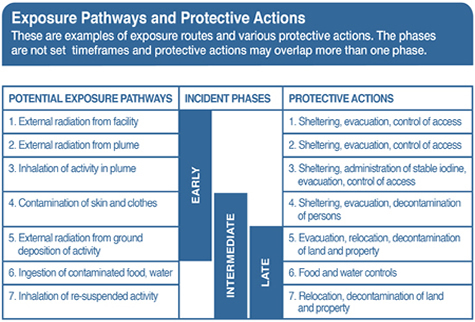 Exposure Pathways and Protective Actions
These are examples of exposure routes and various protective actions. The phases
are not set timeframes and protective actions may overlap more than one phase.
POTENTIAL EXPOSURE PATHWAYS
INCIDENT PHASES
PROTECTIVE ACTIONS
1. External radiation from facility
1. Sheltering, evacuation, control of access
2. External radiation from plume
2. Sheltering, evacuation, control of access
3. Inhalation of activity in plume
3. Sheltering, administration of stable iodine,
evacuation, control of access
4. Contamination of skin and clothes
4. Sheltering, evacuation, decontamination
of persons
5. External radiation from ground
deposition of activity
5. Evacuation, relocation, decontamination
of land and property
6. Ingestion of contaminated food, water
6. Food and water controls
7. Inhalation of re-suspended activity
7. Relocation, decontamination of land
and property
EARLY
INTERMEDIATE
LATE